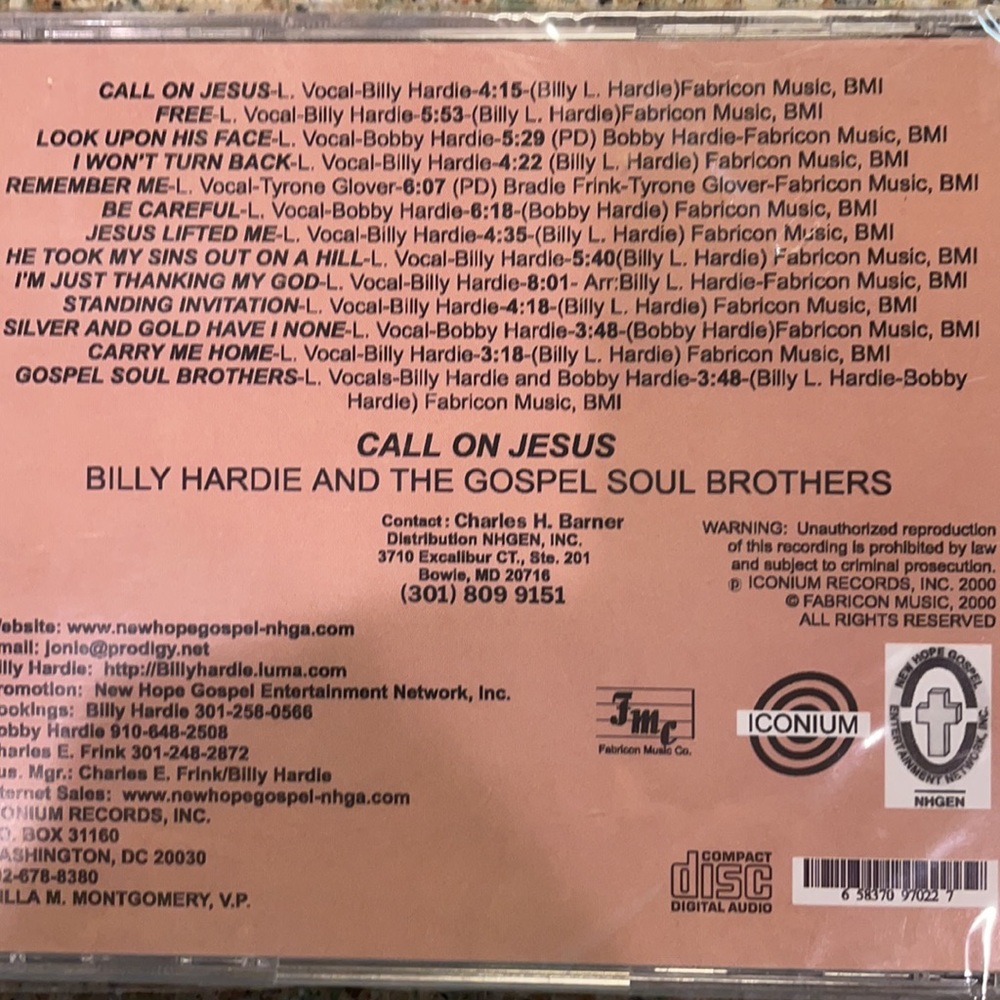 CALL ON JESUS-L. Vocal-Billy Hardie-4:15-(Billy L. Hardie)Fabricon Music, BMI
FREE-L. Vocal-Billy Hardie-5:53-(Billy L. Hardie)Fabricon Music, BMI
LOOK UPON HIS FACE-L. Vocal-Bobby Hardie-5:29 (PD) Bobby Hardie-Fabricon Music, BMI
I WON'T TURN BACK-L. Vocal-Billy Hardie-4:22 (Billy L. Hardie) Fabricon Music, BMI
REMEMBER ME-L. Vocal-Tyrone Glover-6:07 (PD) Bradie Frink-Tyrone Glover-Fabricon Music, BMI
BE CAREFUL-L. Vocal-Bobby Hardie-6:18-(Bobby Hardie) Fabricon Music, BMI
JESUS LIFTED ME-L. Vocal-Billy Hardie-4:35-(Billy L. Hardie) Fabricon Music, BMI
HE TOOK MY SINS OUT ON A HILL-L. Vocal-Billy Hardie-5:40(Billy L. Hardie) Fabricon Music, BMI
I'M JUST THANKING MY GOD-L. Vocal-Billy Hardie-8:01- Arr:Billy L. Hardie-Fabricon Music, BMI
STANDING INVITATION-L. Vocal-Billy Hardie-4:18-(Billy L. Hardie) Fabricon Music, BMI
SILVER AND GOLD HAVE I NONE-L. Vocal-Bobby Hardie-3:48-(Bobby Hardie)Fabricon Music, BMI
CARRY ME HOME-L. Vocal-Billy Hardie-3:18-(Billy L. Hardie) Fabricon Music, BMI
GOSPEL SOUL BROTHERS-L. Vocals-Billy Hardie and Bobby Hardie-3:48-(Billy L. Hardie-Bobby
Hardie) Fabricon Music, BMI
CALL ON JESUS
BILLY HARDIE AND THE GOSPEL SOUL BROTHERS
Contact: Charles H. Barner
Distribution NHGEN, INC.
3710 Excalibur CT., Ste. 201
Bowie, MD 20716
(301) 809 9151
WARNING: Unauthorized reproduction
of this recording is prohibited by law
and subject to criminal prosecution.
℗ ICONIUM RECORDS, INC. 2000
© FABRICON MUSIC, 2000
ALL RIGHTS RESERVED
ebsite: www.newhopegospel-nhga.com
mail: jonie@prodigy.net
illy Hardie: http://Billyhardie.iuma.com
romotion: New Hope Gospel Entertainment Network, Inc.
ookings: Billy Hardie 301-258-0566
obby Hardie 910-648-2508
harles E. Frink 301-248-2872
us. Mgr.: Charles E. Frink/Billy Hardie
ternet Sales: www.newhopegospel-nhga.com
ONIUM RECORDS, INC.
O. BOX 31160
ASHINGTON, DC 20030
02-678-8380
ILLA M. MONTGOMERY, V.P.
FMC
Fabricon Music Co.
ICONIUM
NEW HOPE GOSPEL
ENTERTAINMENT NETWORK, INC.
NHGEN
COMPACT
disc
DIGITAL AUDIO
6 58370 97022 7